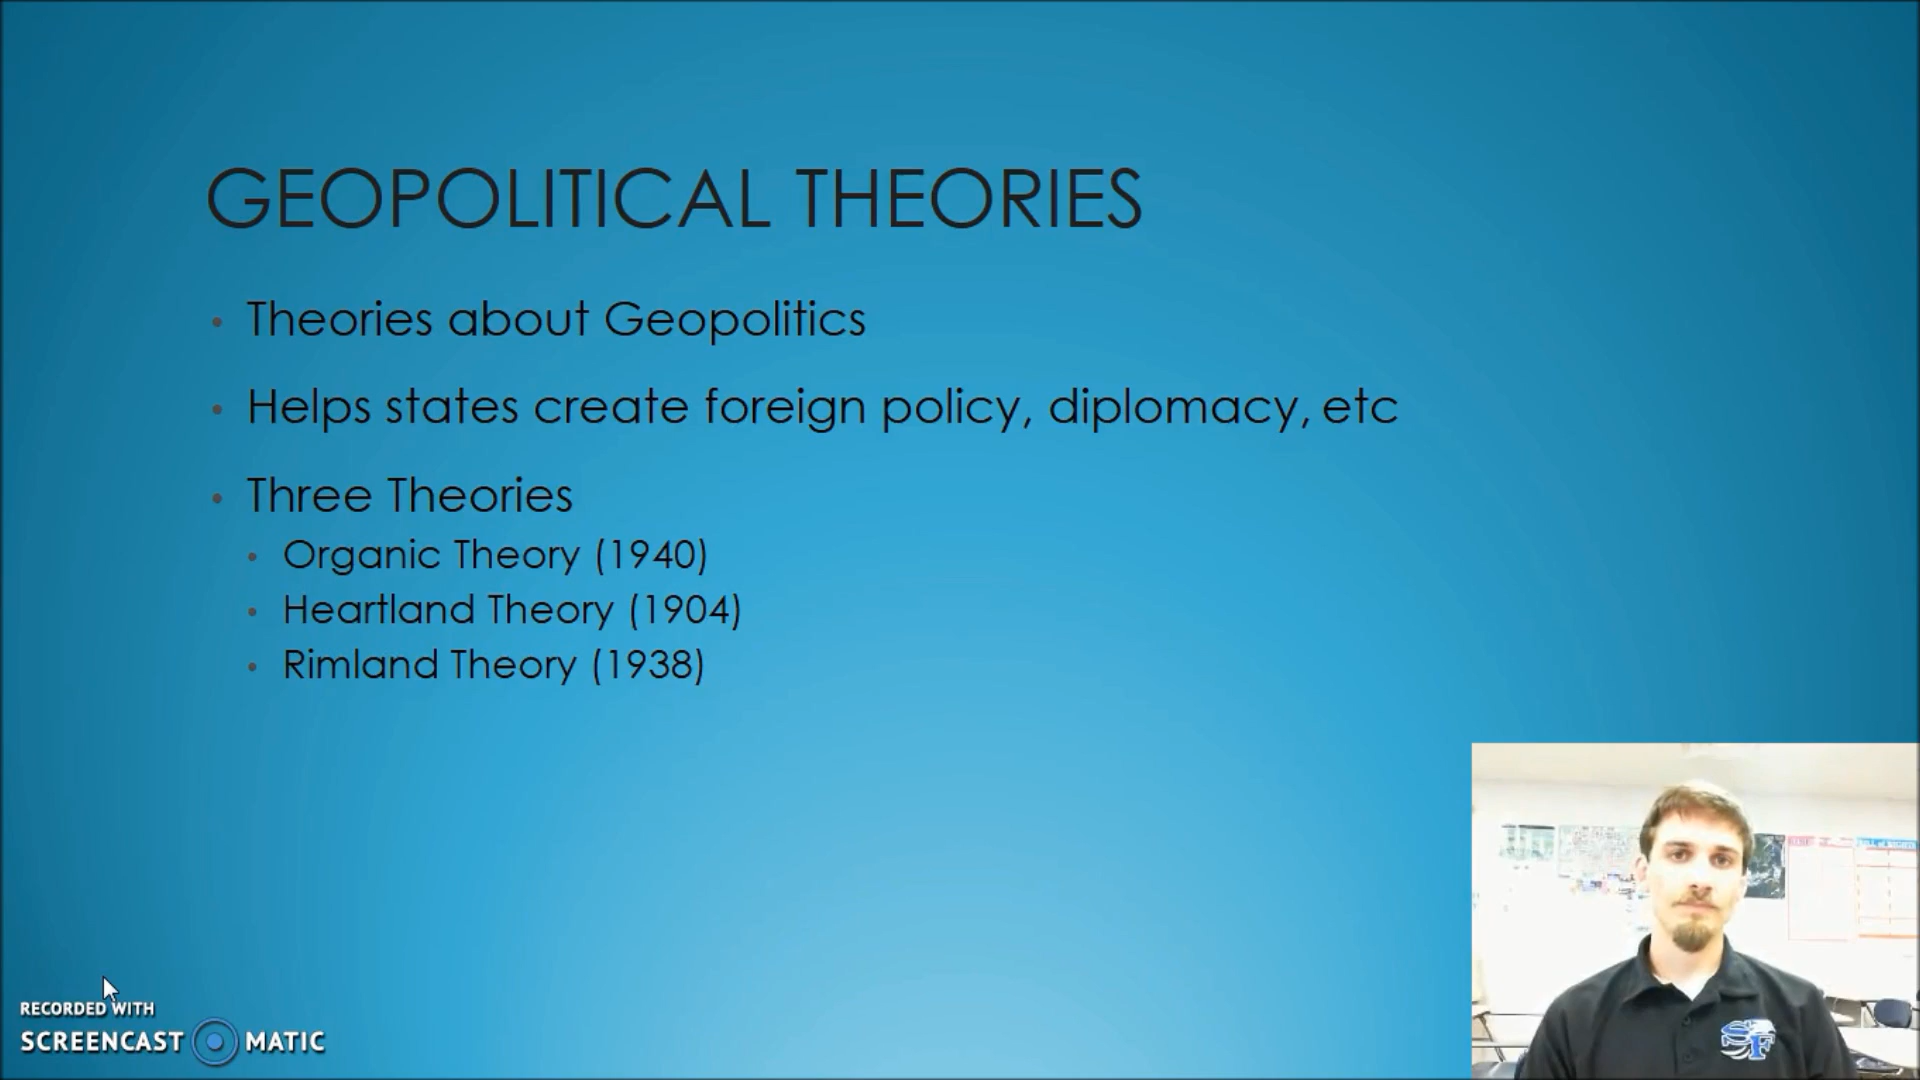 GEOPOLITICAL THEORIES
• Theories about Geopolitics
• Helps states create foreign policy, diplomacy, etc
• Three Theories
• Organic Theory (1940)
• Heartland Theory (1904)
• Rimland Theory (1938)
RECORDED WITH
SCREENCAST MATIC
SF